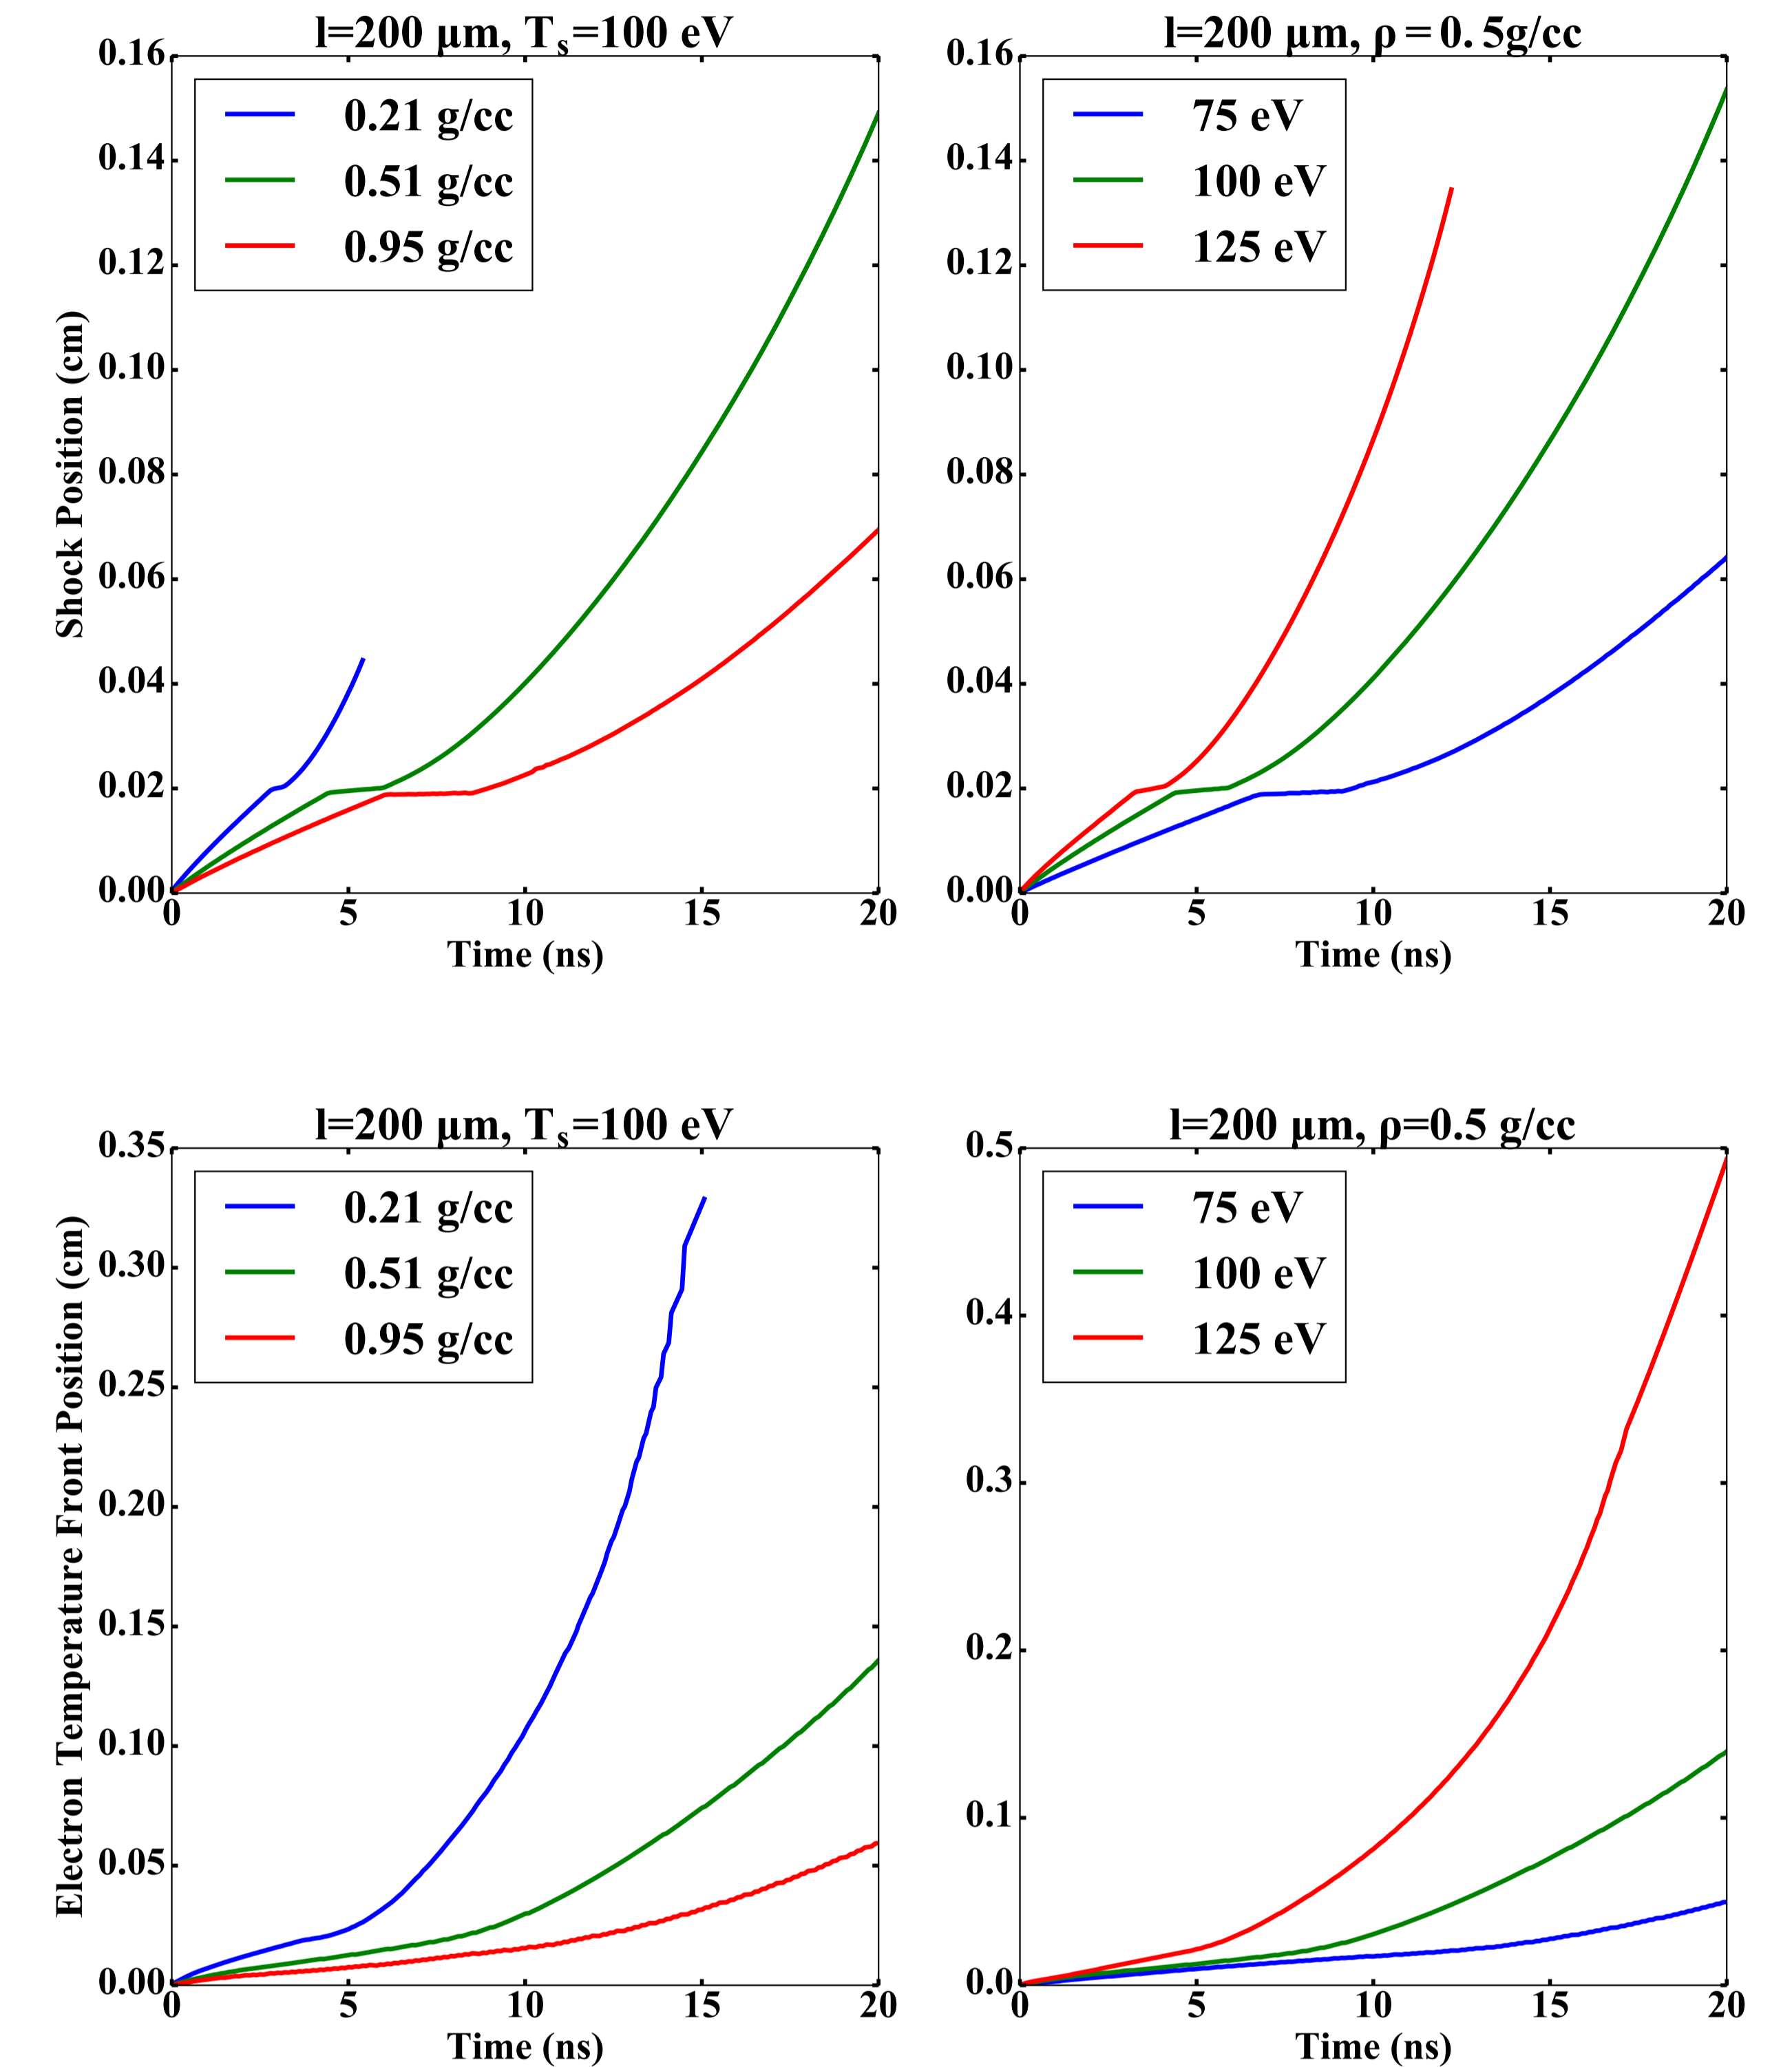 l=200 μm, Ts=100 eV
0.16
0.14
0.12
0.10
0.08
0.06
0.04
0.02
0.00
0 5 10 15 20
Shock Position (cm)
Time (ns)
0.21 g/cc
0.51 g/cc
0.95 g/cc
l=200 μm, ρ = 0.5g/cc
0.16
0.14
0.12
0.10
0.08
0.06
0.04
0.02
0.00
0 5 10 15 20
Time (ns)
75 eV
100 eV
125 eV
l=200 μm, Ts=100 eV
0.35
0.30
0.25
0.20
0.15
0.10
0.05
0.00
0 5 10 15 20
Electron Temperature Front Position (cm)
Time (ns)
0.21 g/cc
0.51 g/cc
0.95 g/cc
l=200 μm, ρ=0.5 g/cc
0.5
0.4
0.3
0.2
0.1
0.0
0 5 10 15 20
Time (ns)
75 eV
100 eV
125 eV